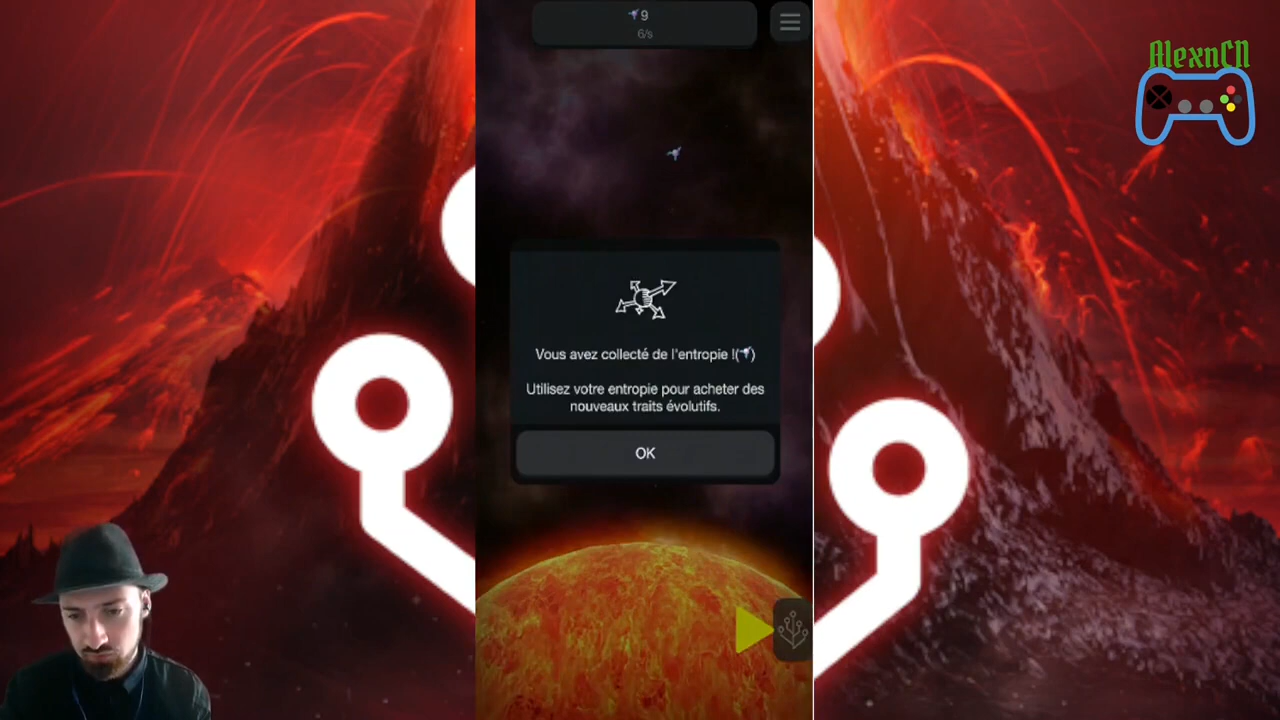 9
6/s
AlexnCN
Vous avez collecté de l'entropie !( )
Utilisez votre entropie pour acheter des
nouveaux traits évolutifs.
OK